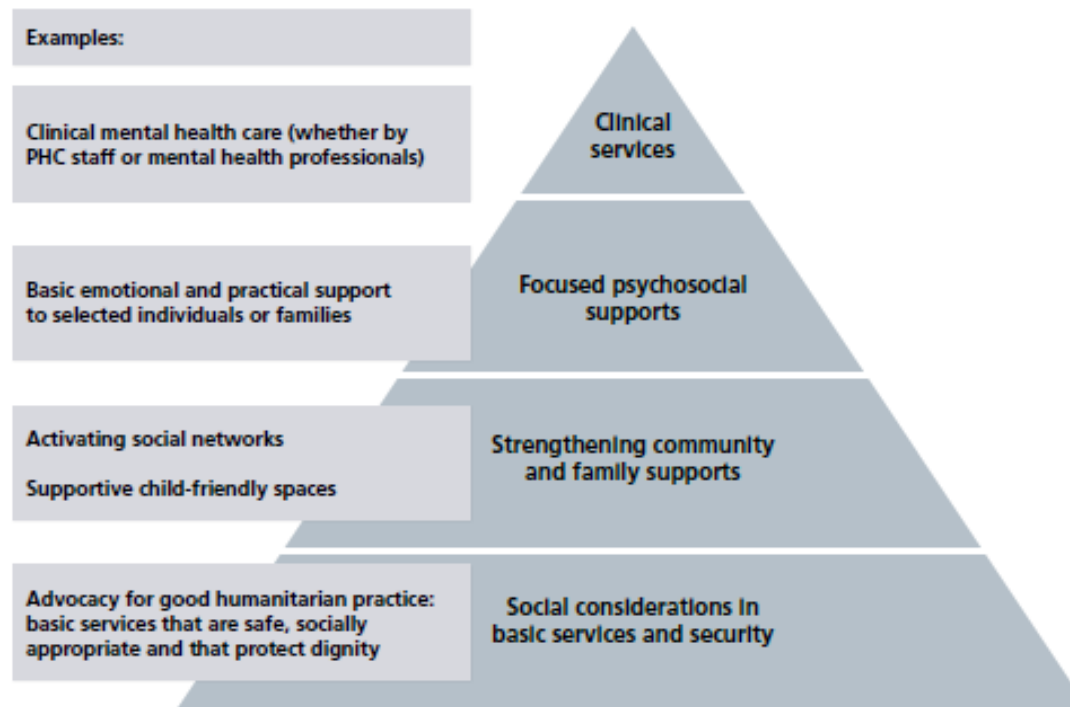 Examples:
Clinical mental health care (whether by
PHC staff or mental health professionals)
Clinical
services
Basic emotional and practical support
to selected individuals or families
Focused psychosocial
supports
Activating social networks
Supportive child-friendly spaces
Strengthening community
and family supports
Advocacy for good humanitarian practice:
basic services that are safe, socially
appropriate and that protect dignity
Social considerations in
basic services and security